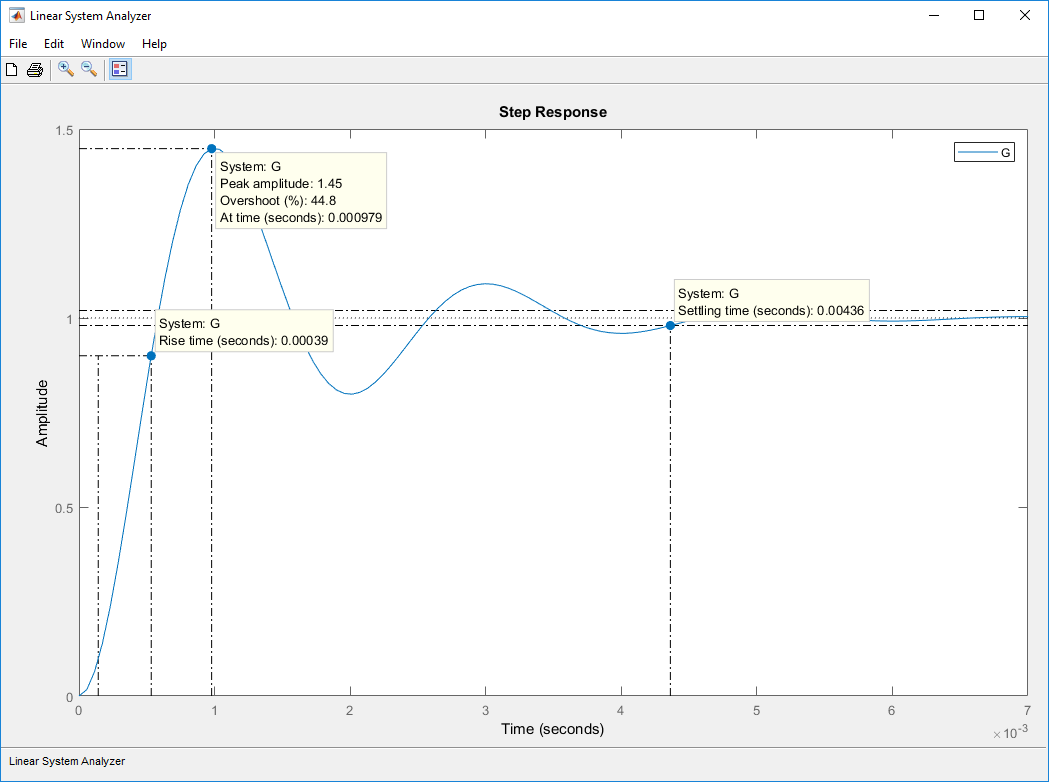 Linear System Analyzer
File Edit Window Help
Step Response
1.5
G
System: G
Peak amplitude: 1.45
Overshoot (%): 44.8
At time (seconds): 0.000979
System: G
Settling time (seconds): 0.00436
1
System: G
Rise time (seconds): 0.00039
Amplitude
0.5
0
0 1 2 3 4 5 6 7
Time (seconds)
×10-3
Linear System Analyzer